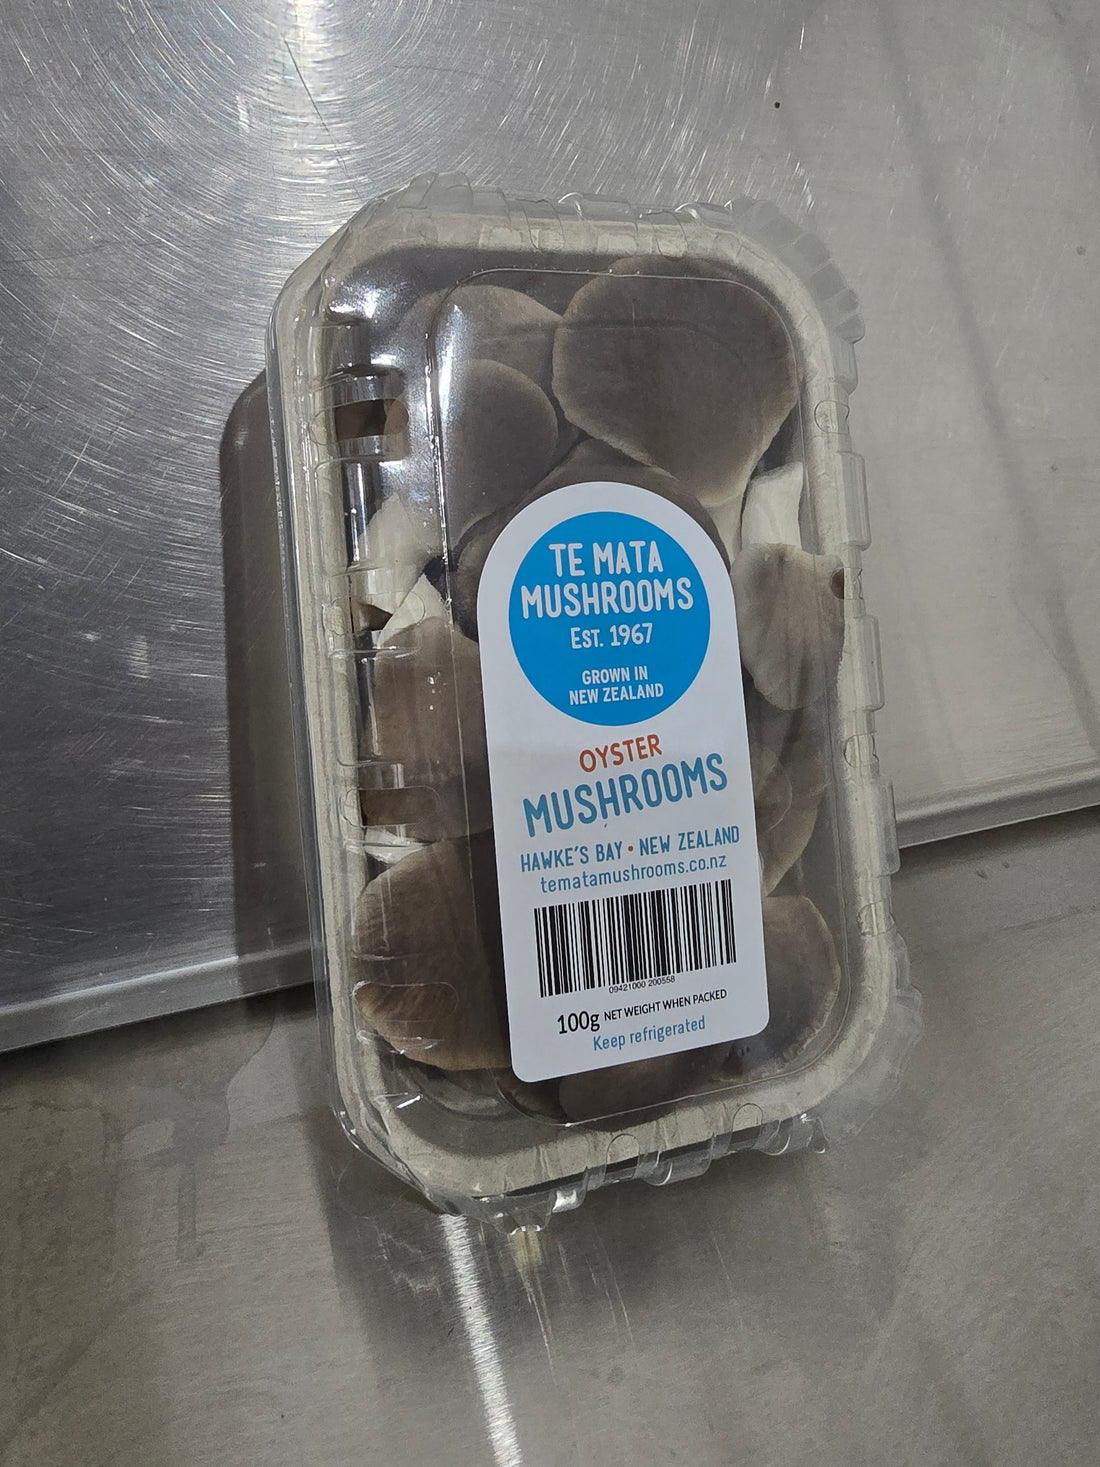 TE MATA
MUSHROOMS
EST. 1967
GROWN IN
NEW ZEALAND
OYSTER
MUSHROOMS
HAWKE'S BAY • NEW ZEALAND
tematamushrooms.co.nz
09421000 200558
100g NET WEIGHT WHEN PACKED
Keep refrigerated